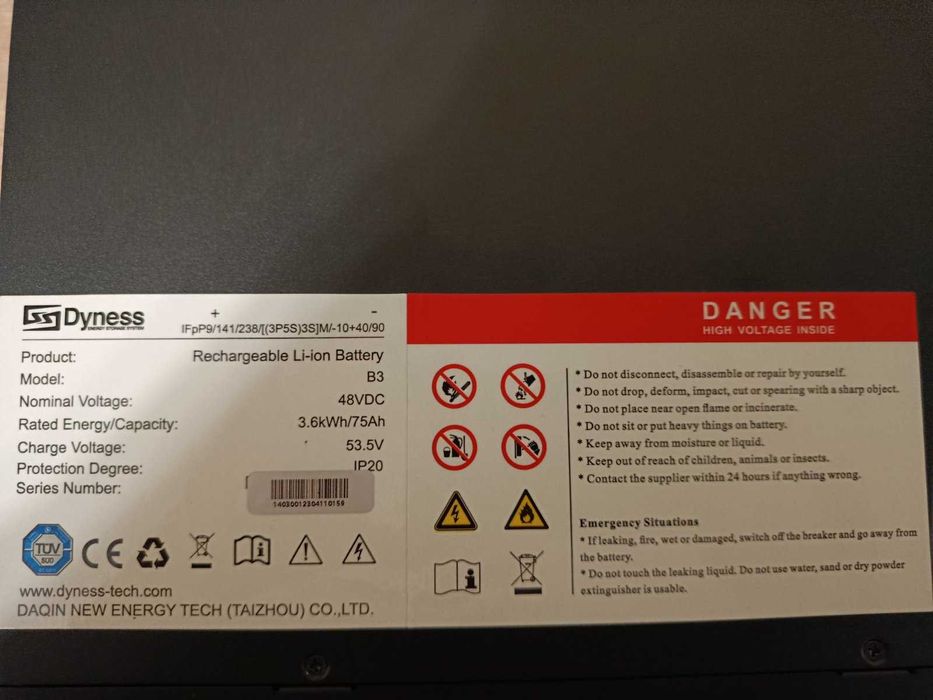 Dyness
ENERGY STORAGE SYSTEM
+ -
IFpP9/141/238/[(3P5S)3S]M/-10+40/90
Product: Rechargeable Li-ion Battery
Model: B3
Nominal Voltage: 48VDC
Rated Energy/Capacity: 3.6kWh/75Ah
Charge Voltage: 53.5V
Protection Degree: IP20
Series Number:
14030012304110159
TÜV
SÜD
CE
www.dyness-tech.com
DAQIN NEW ENERGY TECH (TAIZHOU) CO.,LTD.
DANGER
HIGH VOLTAGE INSIDE
* Do not disconnect, disassemble or repair by yourself.
* Do not drop, deform, impact, cut or spearing with a sharp object.
* Do not place near open flame or incinerate.
* Do not sit or put heavy things on battery.
* Keep away from moisture or liquid.
* Keep out of reach of children, animals or insects.
* Contact the supplier within 24 hours if anything wrong.
Emergency Situations
* If leaking, fire, wet or damaged, switch off the breaker and go away from
the battery.
* Do not touch the leaking liquid. Do not use water, sand or dry powder
extinguisher is usable.